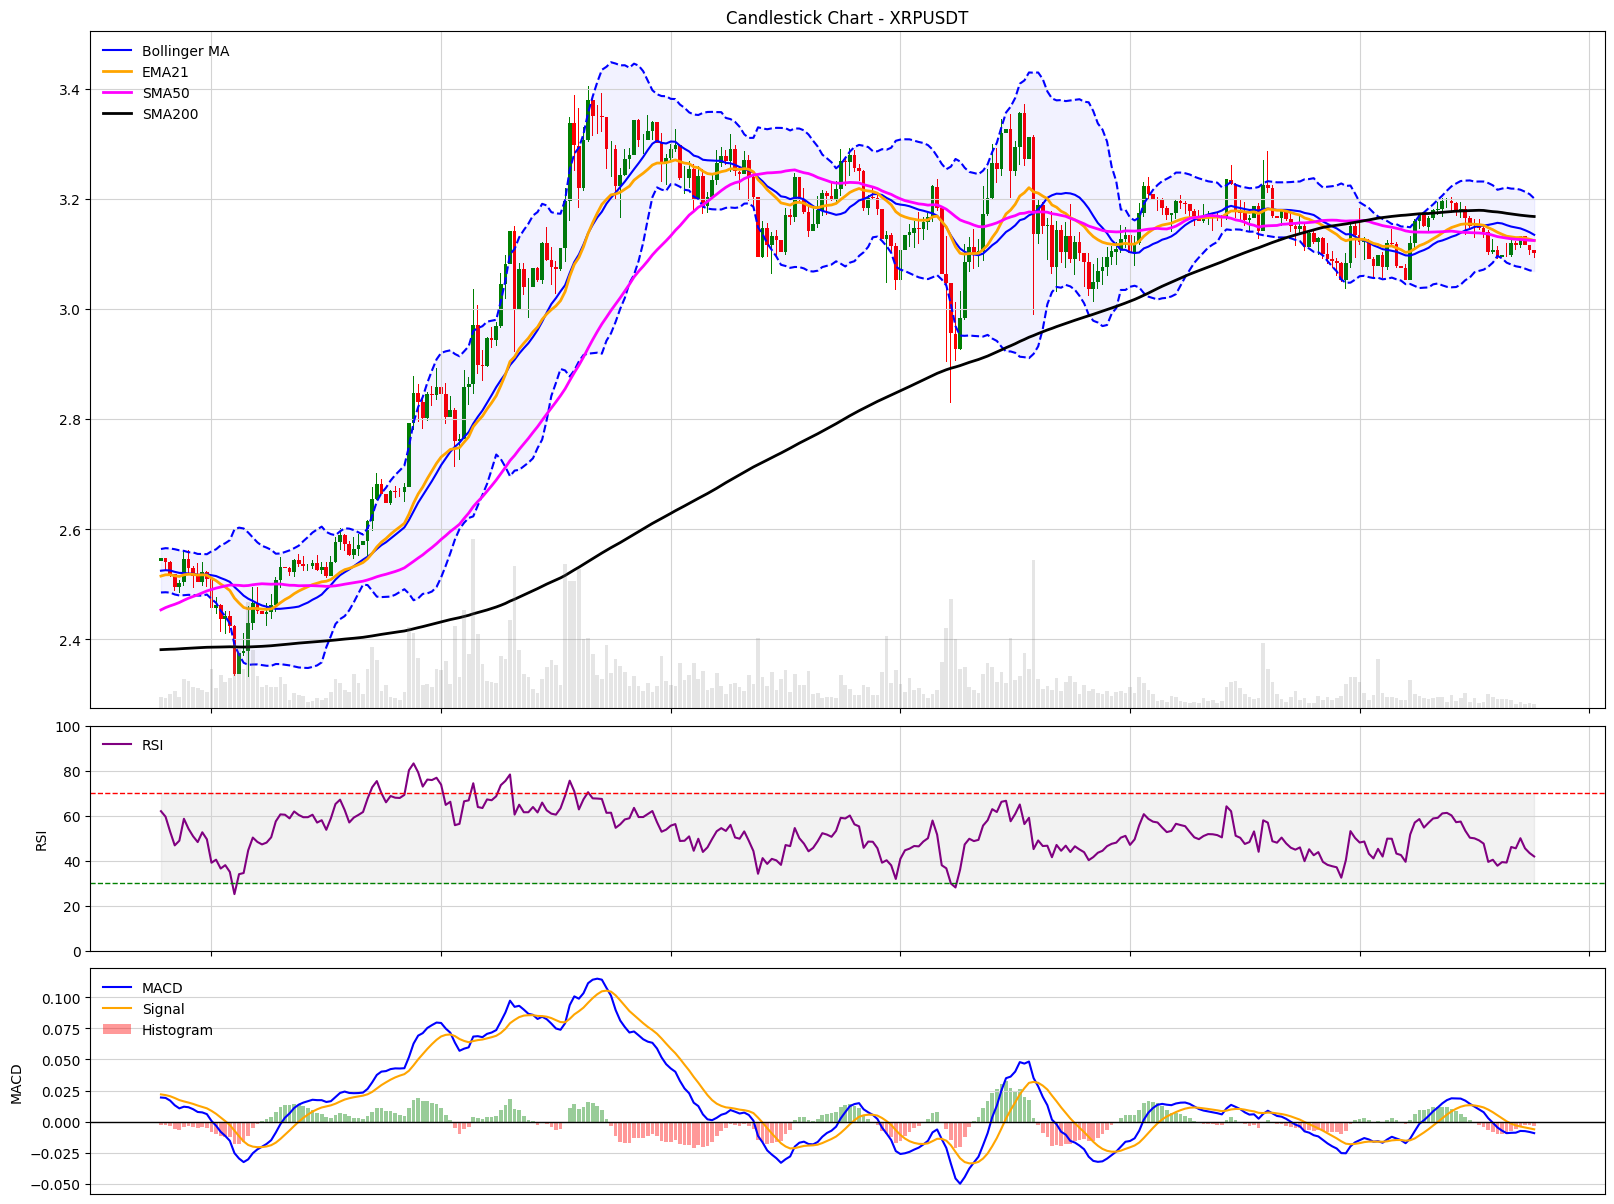 Candlestick Chart - XRPUSDT
Bollinger MA
EMA21
SMA50
SMA200
3.4
3.2
3.0
2.8
2.6
2.4
RSI
100
80
60
40
20
0
RSI
MACD
Signal
Histogram
0.100
0.075
0.050
0.025
0.000
−0.025
−0.050
MACD